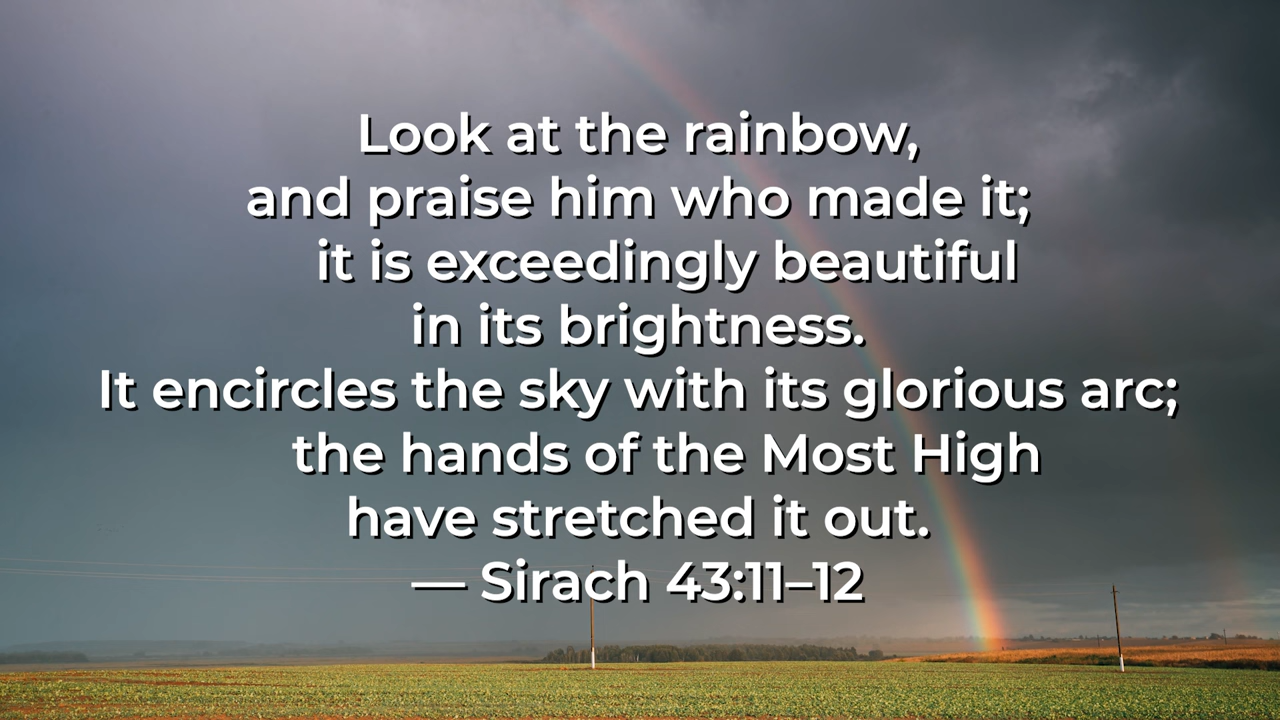 Look at the rainbow,
and praise him who made it;
it is exceedingly beautiful
in its brightness.
It encircles the sky with its glorious arc;
the hands of the Most High
have stretched it out.
— Sirach 43:11–12